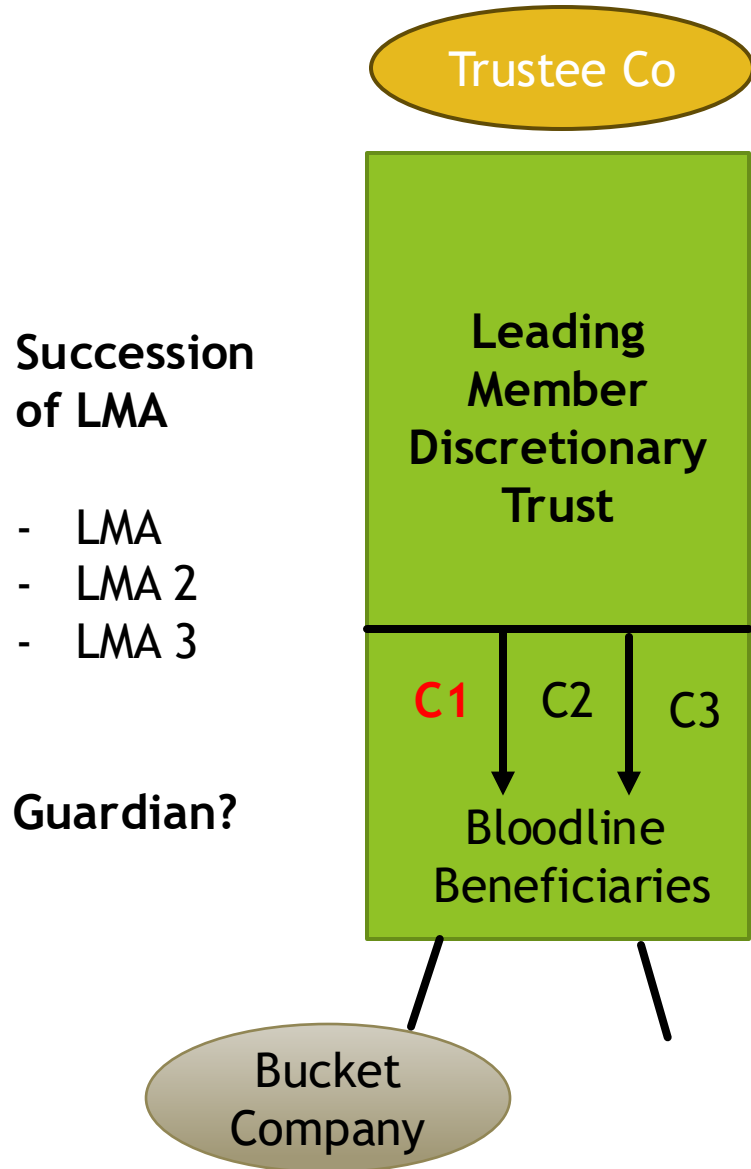 Trustee Co
Succession
of LMA
- LMA
- LMA 2
- LMA 3
Guardian?
Leading
Member
Discretionary
Trust
C1
C2
C3
Bloodline
Beneficiaries
Bucket
Company